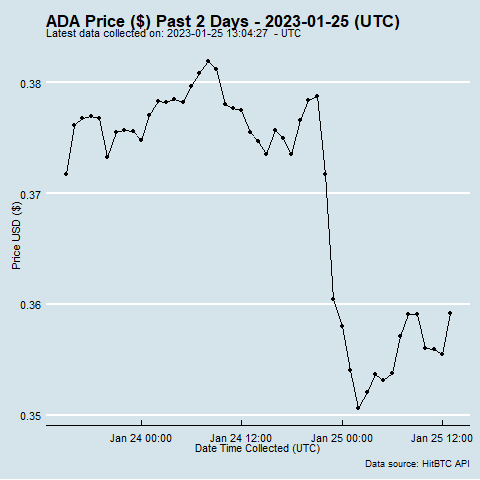 ADA Price ($) Past 2 Days - 2023-01-25 (UTC)
Latest data collected on: 2023-01-25 13:04:27 - UTC
0.38
0.37
0.36
0.35
Price USD ($)
Jan 24 00:00
Jan 24 12:00
Jan 25 00:00
Jan 25 12:00
Date Time Collected (UTC)
Data source: HitBTC API